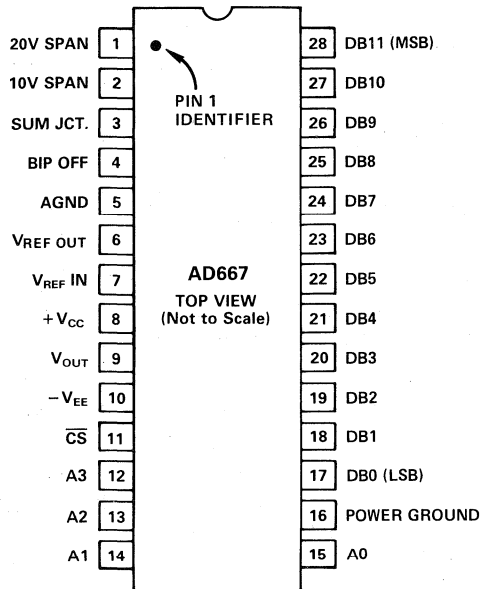 20V SPAN 1
10V SPAN 2
SUM JCT. 3
BIP OFF 4
AGND 5
VREF OUT 6
VREF IN 7
+VCC 8
VOUT 9
−VEE 10
C̅S̅ 11
A3 12
A2 13
A1 14
PIN 1
IDENTIFIER
AD667
TOP VIEW
(Not to Scale)
28 DB11 (MSB)
27 DB10
26 DB9
25 DB8
24 DB7
23 DB6
22 DB5
21 DB4
20 DB3
19 DB2
18 DB1
17 DB0 (LSB)
16 POWER GROUND
15 A0